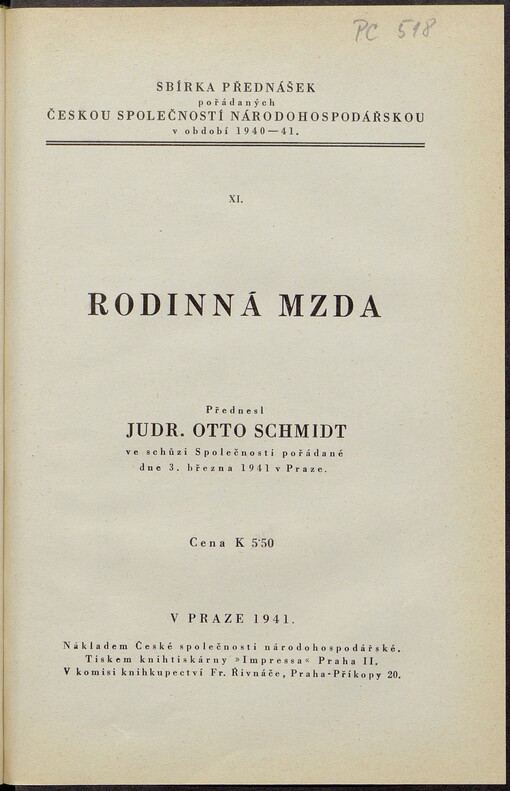 PC 518
SBÍRKA PŘEDNÁŠEK
pořádaných
ČESKOU SPOLEČNOSTÍ NÁRODOHOSPODÁŘSKOU
v období 1940—41.
XI.
RODINNÁ MZDA
Přednesl
JUDR. OTTO SCHMIDT
ve schůzi Společnosti pořádané
dne 3. března 1941 v Praze.
Cena K 5·50
V PRAZE 1941.
Nákladem České společnosti národohospodářské.
Tiskem knihtiskárny »Impressa« Praha II.
V komisi knihkupectví Fr. Řivnáče, Praha-Příkopy 20.